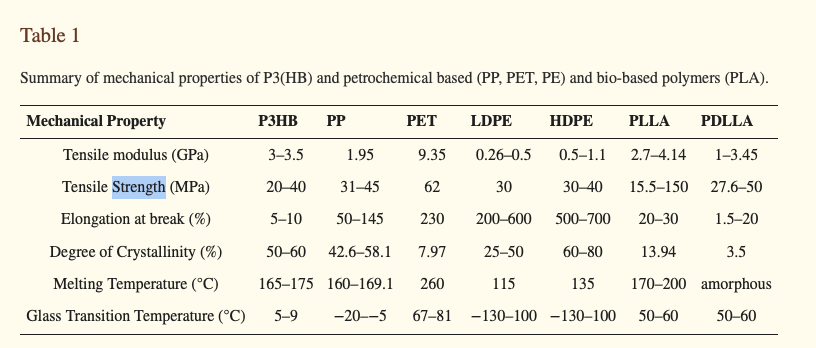 Table 1
Summary of mechanical properties of P3(HB) and petrochemical based (PP, PET, PE) and bio-based polymers (PLA).
Mechanical Property P3HB PP PET LDPE HDPE PLLA PDLLA
Tensile modulus (GPa) 3–3.5 1.95 9.35 0.26–0.5 0.5–1.1 2.7–4.14 1–3.45
Tensile Strength (MPa) 20–40 31–45 62 30 30–40 15.5–150 27.6–50
Elongation at break (%) 5–10 50–145 230 200–600 500–700 20–30 1.5–20
Degree of Crystallinity (%) 50–60 42.6–58.1 7.97 25–50 60–80 13.94 3.5
Melting Temperature (°C) 165–175 160–169.1 260 115 135 170–200 amorphous
Glass Transition Temperature (°C) 5–9 −20–−5 67–81 −130–100 −130–100 50–60 50–60